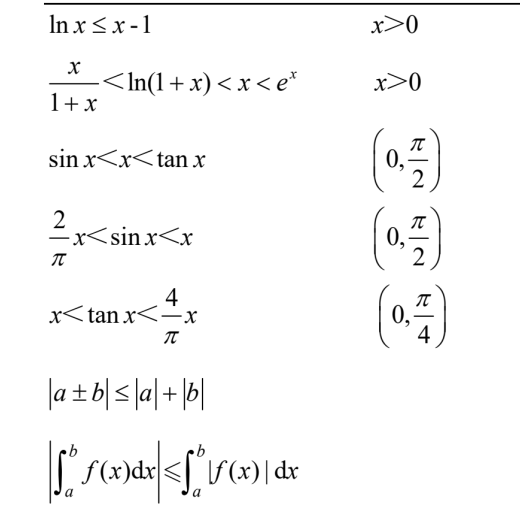 ln x ≤ x - 1    x>0
x/(1+x) < ln(1+x) < x < e^x    x>0
sin x<x<tan x    (0, π/2)
2/π x<sin x<x    (0, π/2)
x<tan x<4/π x    (0, π/4)
|a ± b| ≤ |a| + |b|
|∫_a^b f(x)dx| ⩽ ∫_a^b |f(x)| dx